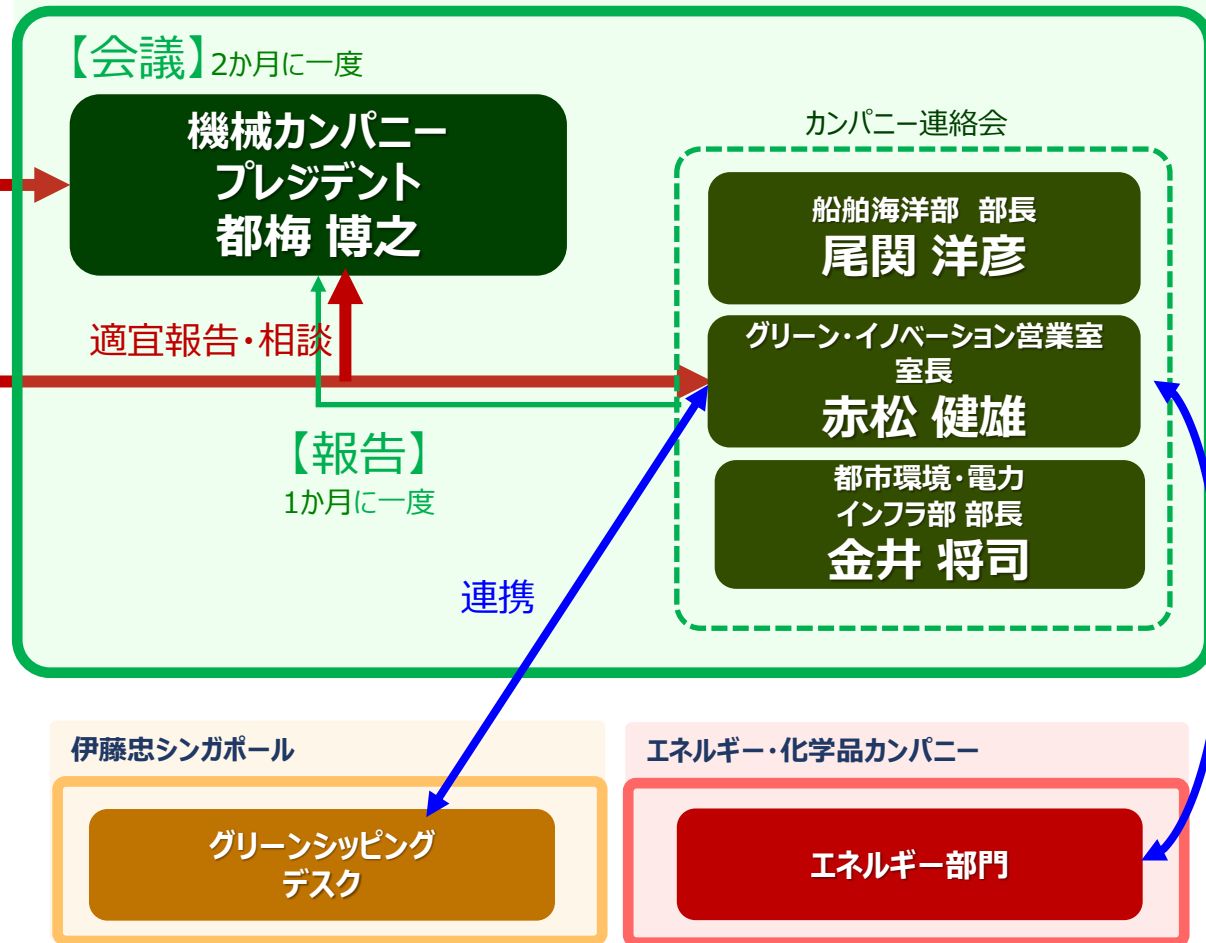 【会議】2か月に一度
機械カンパニー
プレジデント
都梅 博之
カンパニー連絡会
船舶海洋部 部長
尾関 洋彦
適宜報告・相談
グリーン・イノベーション営業室
室長
赤松 健雄
【報告】
1か月に一度
都市環境・電力
インフラ部 部長
金井 将司
連携
伊藤忠シンガポール
グリーンシッピング
デスク
エネルギー・化学品カンパニー
エネルギー部門